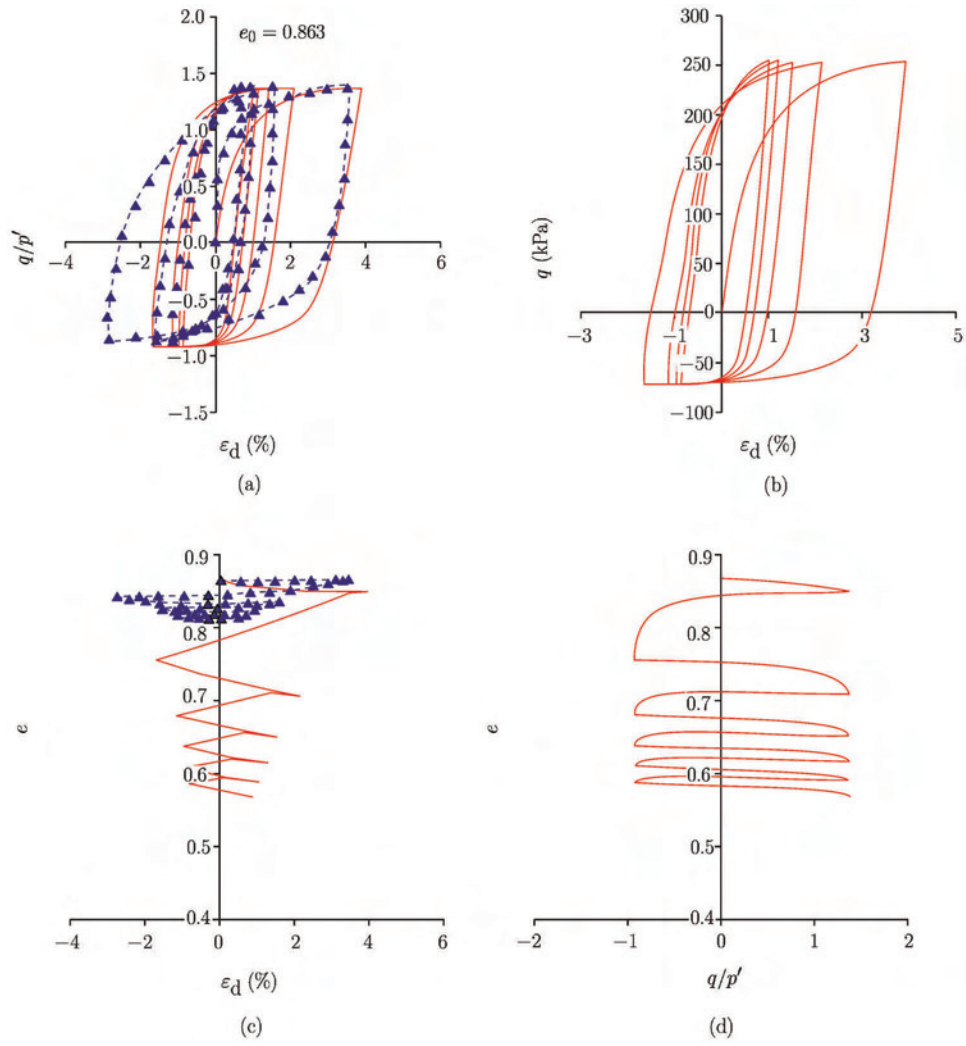 2.0
e₀ = 0.863
1.5
1.0
0.5
q/p′
−4 −2 0.0 0 2 4 6
−0.5
−1.0
−1.5
ε_d (%)
(a)
300
250
200
150
100
50
q (kPa)
−3 −1 0 1 3 5
−50
−100
ε_d (%)
(b)
0.9
0.8
0.7
e
0.6
0.5
0.4
−4 −2 0 2 4 6
ε_d (%)
(c)
0.9
0.8
0.7
e
0.6
0.5
0.4
−2 −1 0 1 2
q/p′
(d)